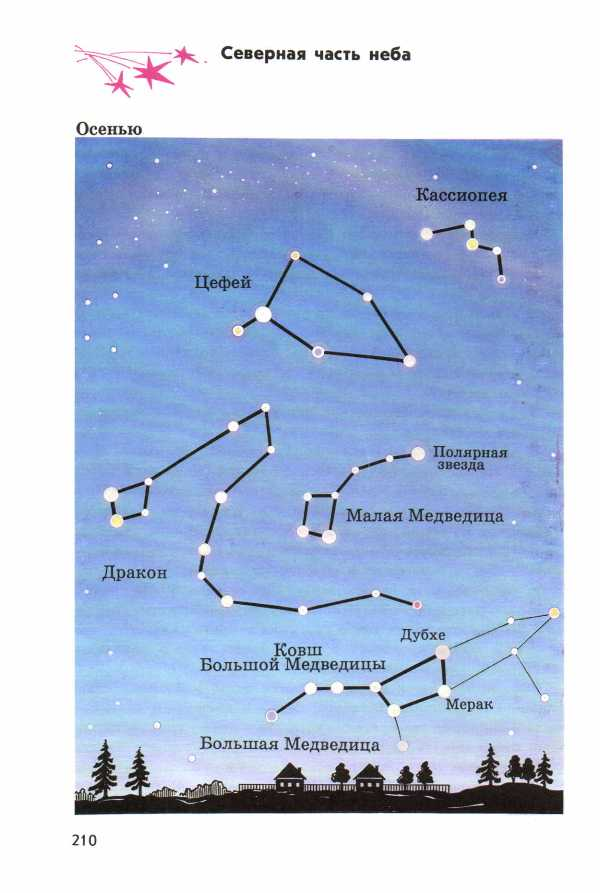 Северная часть неба
Осенью
Кассиопея
Цефей
Полярная
звезда
Малая Медведица
Дракон
Дубхе
Ковш
Большой Медведицы
Мерак
Большая Медведица
210